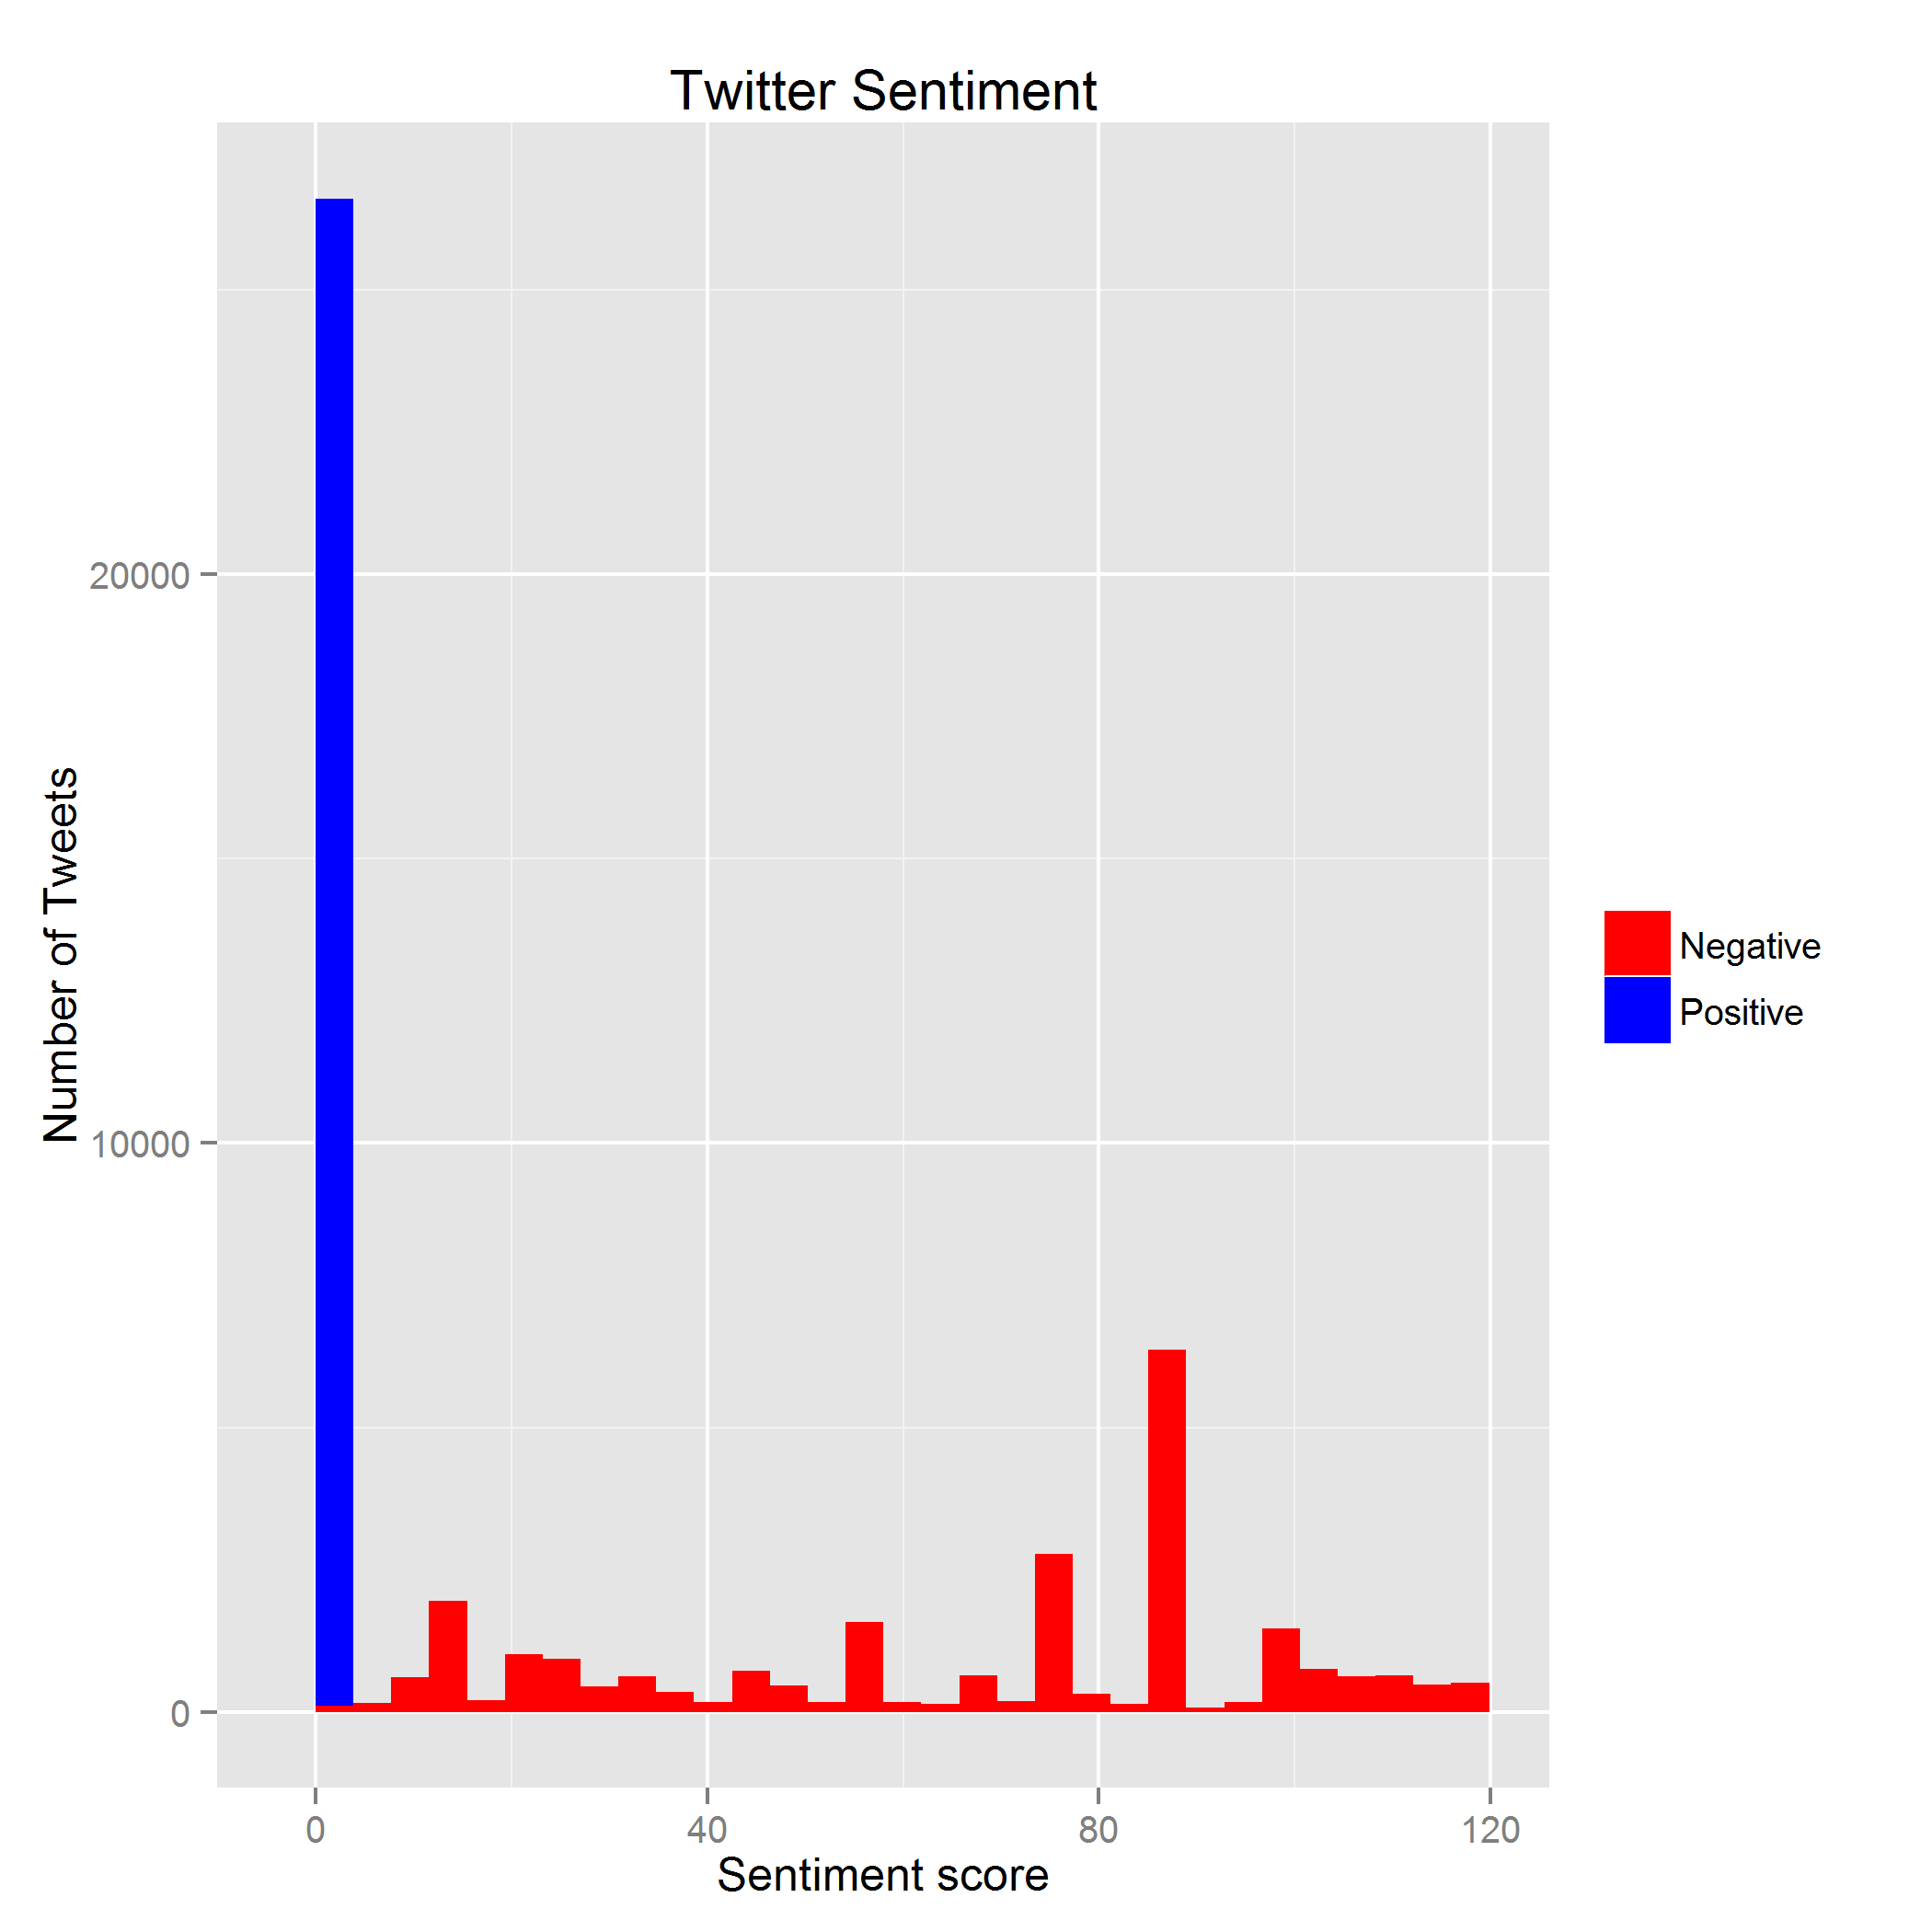 Twitter Sentiment
Number of Tweets
20000
10000
0
0 40 80 120
Sentiment score
Negative
Positive